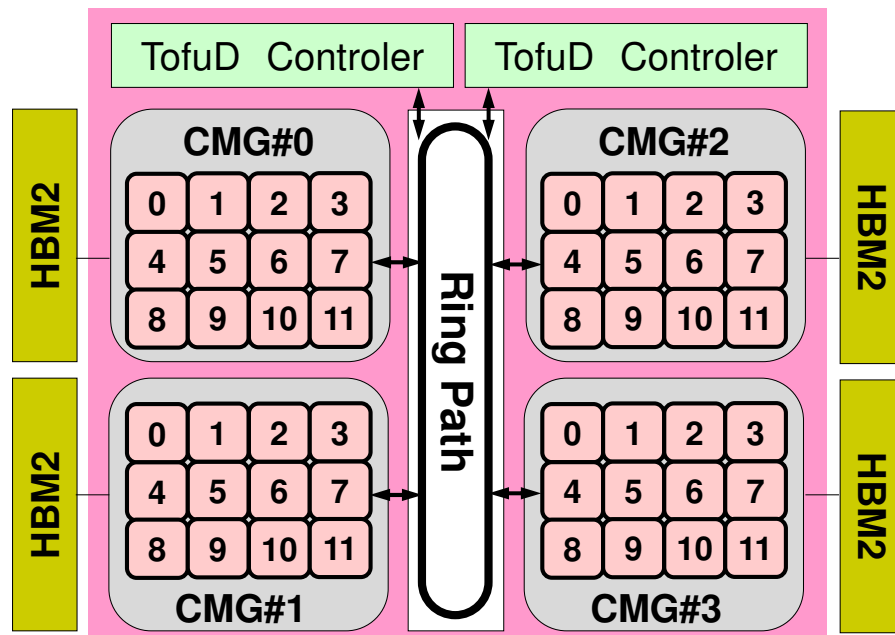 TofuD Controler
TofuD Controler
HBM2
CMG#0
0 1 2 3
4 5 6 7
8 9 10 11
Ring Path
CMG#2
0 1 2 3
4 5 6 7
8 9 10 11
HBM2
HBM2
0 1 2 3
4 5 6 7
8 9 10 11
CMG#1
0 1 2 3
4 5 6 7
8 9 10 11
CMG#3
HBM2